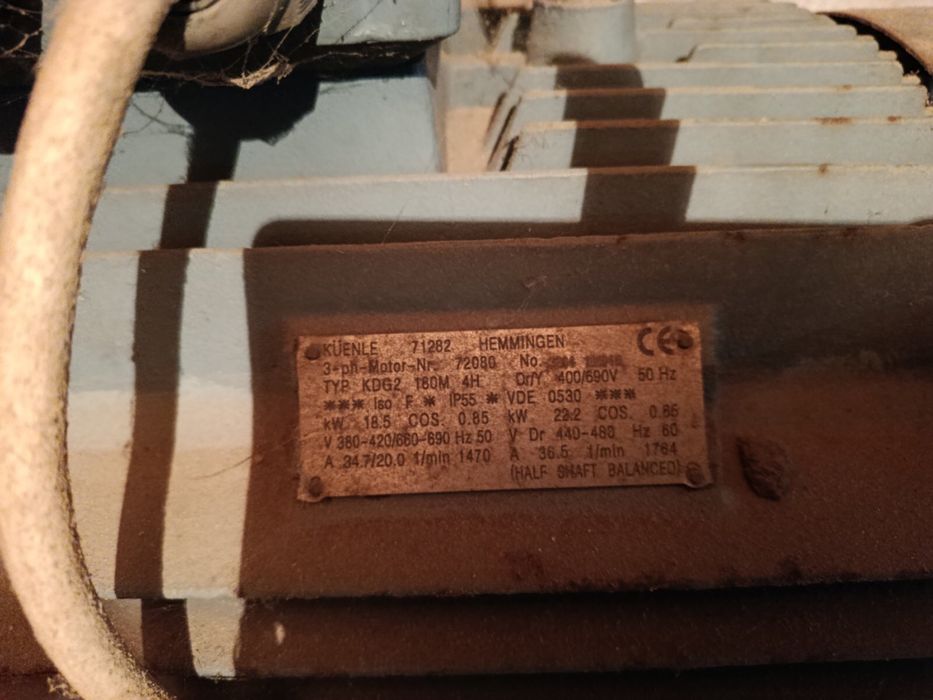 KÜENLE 71282 HEMMINGEN CE
3-ph-Motor-Nr. 72080 No.
TYP KDG2 180M 4H Dr/Y 400/690V 50 Hz
*** Iso F * IP55 * VDE 0530 ***
kW 18.5 COS. 0.85 kW 22.2 COS. 0.85
V 380-420/660-690 Hz 50 V Dr 440-480 Hz 60
A 34.7/20.0 1/min 1470 A 36.5 1/min 1764
(HALF SHAFT BALANCED)